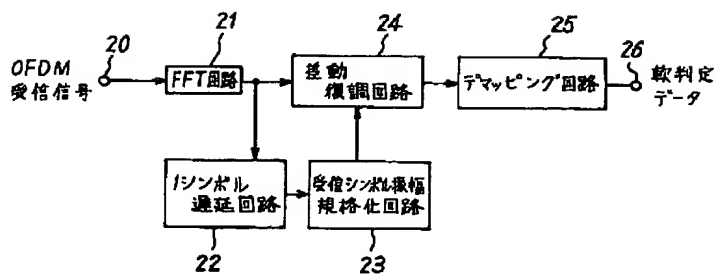 20
OFDM
受信信号
21
FFT回路
24
差動
復調回路
25
デマッピング回路
26
軟判定
データ
1シンボル
遅延回路
22
受信シンボル振幅
規格化回路
23